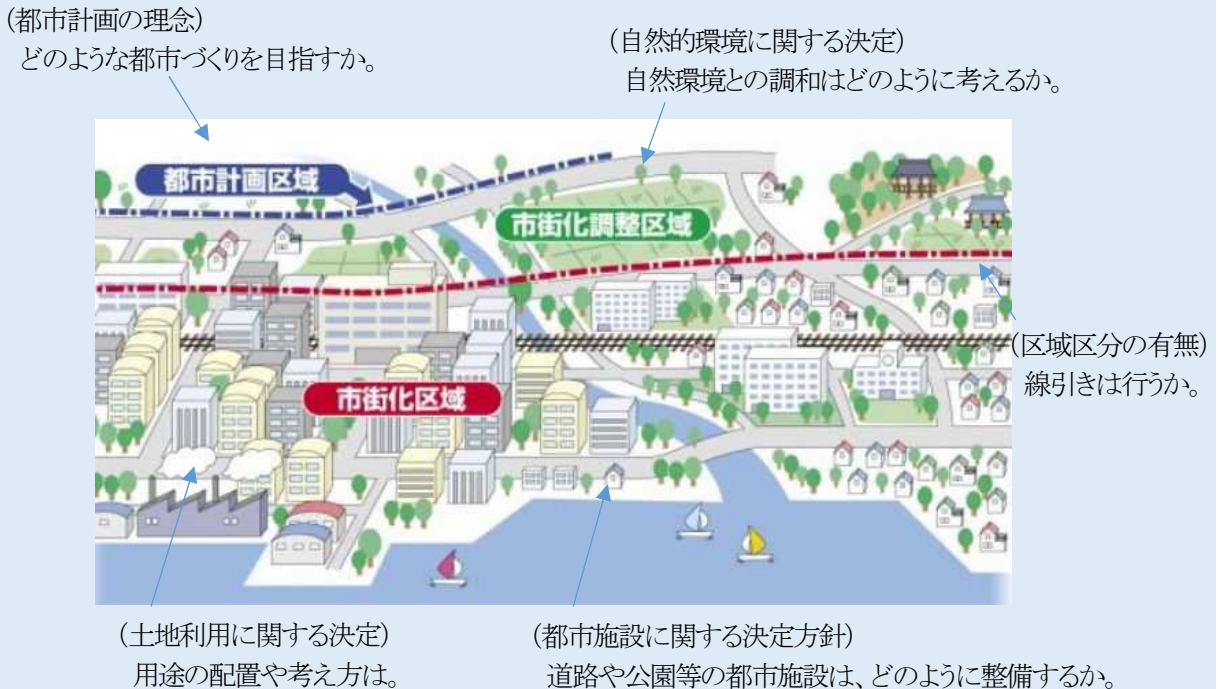 (都市計画の理念)
どのような都市づくりを目指すか。
(自然的環境に関する決定)
自然環境との調和はどのように考えるか。
都市計画区域
市街化調整区域
(区域区分の有無)
線引きは行うか。
市街化区域
(土地利用に関する決定)
用途の配置や考え方は。
(都市施設に関する決定方針)
道路や公園等の都市施設は、どのように整備するか。